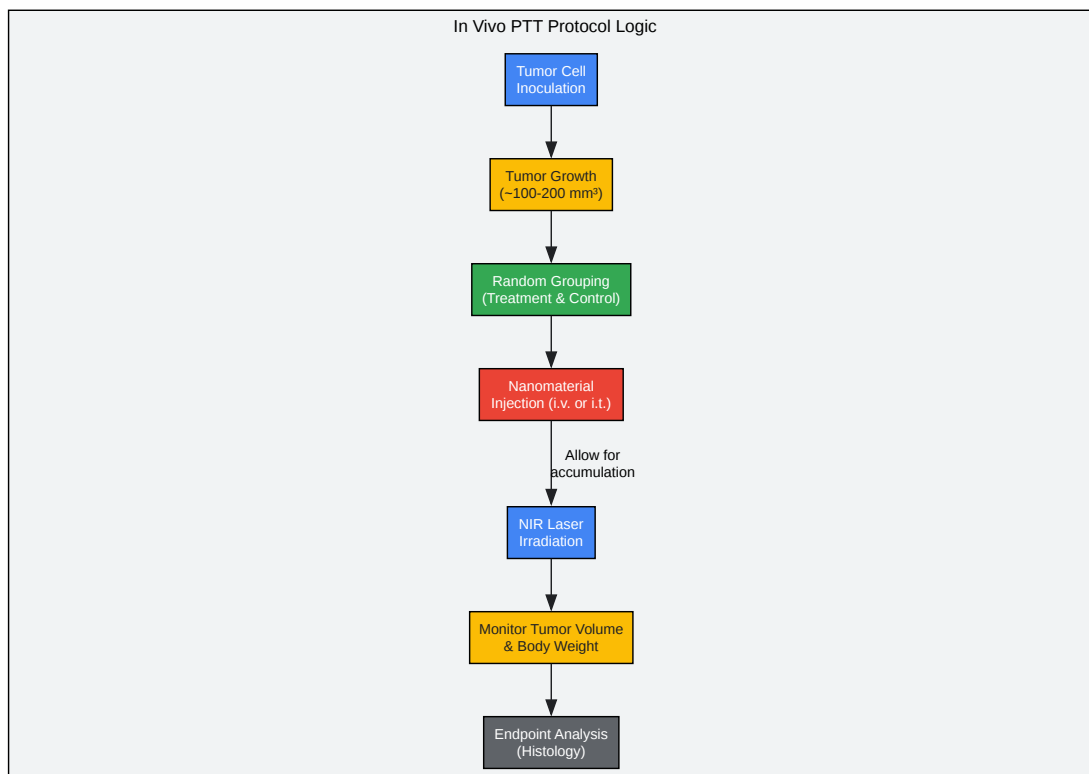 In Vivo PTT Protocol Logic
Tumor Cell
Inoculation
Tumor Growth
(~100-200 mm³)
Random Grouping
(Treatment & Control)
Nanomaterial
Injection (i.v. or i.t.)
Allow for
accumulation
NIR Laser
Irradiation
Monitor Tumor Volume
& Body Weight
Endpoint Analysis
(Histology)